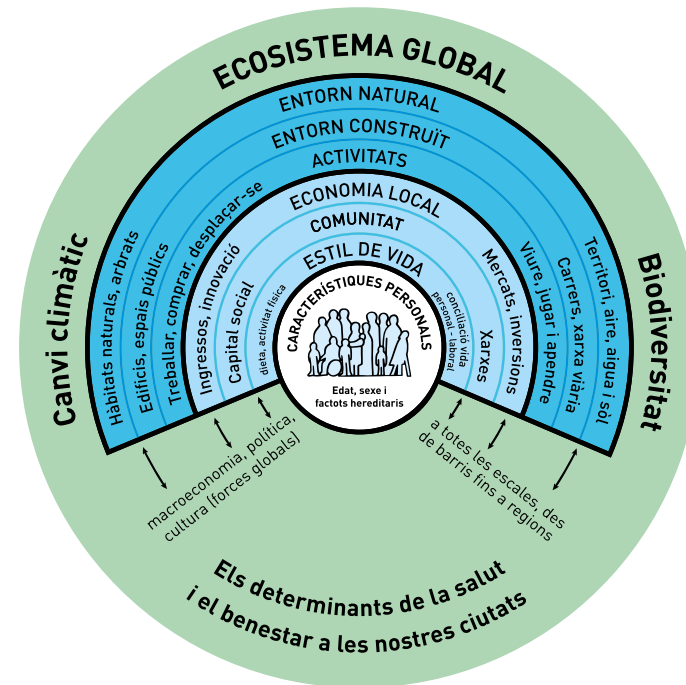 ECOSISTEMA GLOBAL
Canvi climàtic
Biodiversitat
ENTORN NATURAL
Hàbitats naturals, arbrats
Territori, aire, aigua i sòl
ENTORN CONSTRUÏT
Edificis, espais públics
Carrers, xarxa viària
ACTIVITATS
Treballar, comprar, desplaçar-se
Viure, jugar i apendre
ECONOMIA LOCAL
Ingressos, innovació
Mercats, inversions
COMUNITAT
Capital social
Xarxes
ESTIL DE VIDA
dieta, activitat física
conciliació vida
personal - laboral
CARACTERÍSTIQUES PERSONALS
Edat, sexe i
factots hereditaris
macroeconomia, política,
cultura (forces globals)
a totes les escales, des
de barris fins a regions
Els determinants de la salut
i el benestar a les nostres ciutats